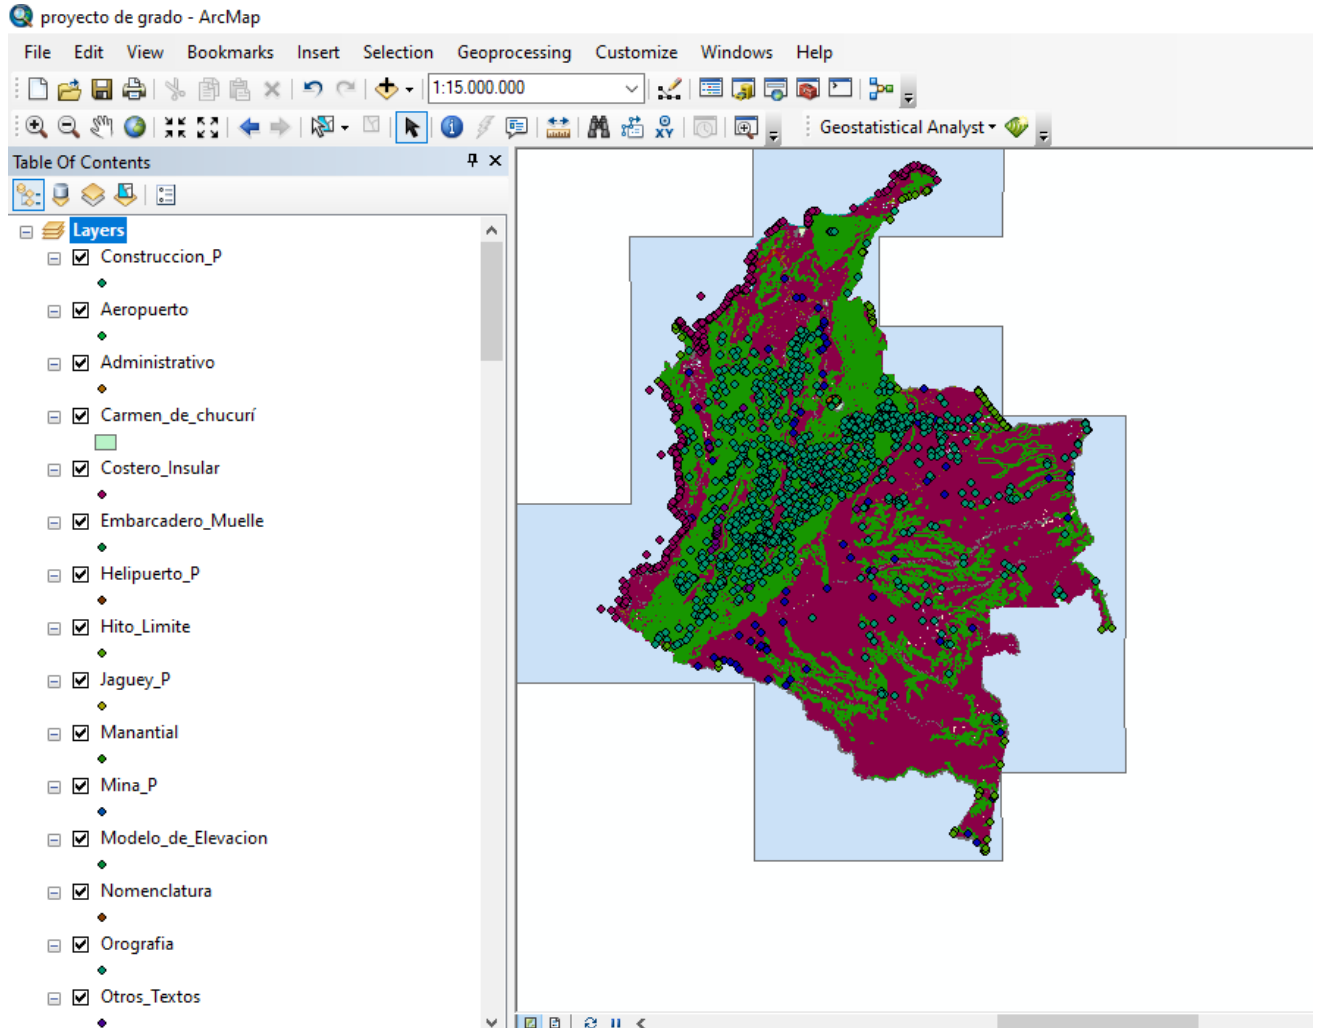 proyecto de grado - ArcMap
File Edit View Bookmarks Insert Selection Geoprocessing Customize Windows Help
1:15.000.000
XY Geostatistical Analyst
Table Of Contents
Layers
Construccion_P
Aeropuerto
Administrativo
Carmen_de_chucurí
Costero_Insular
Embarcadero_Muelle
Helipuerto_P
Hito_Limite
Jaguey_P
Manantial
Mina_P
Modelo_de_Elevacion
Nomenclatura
Orografia
Otros_Textos